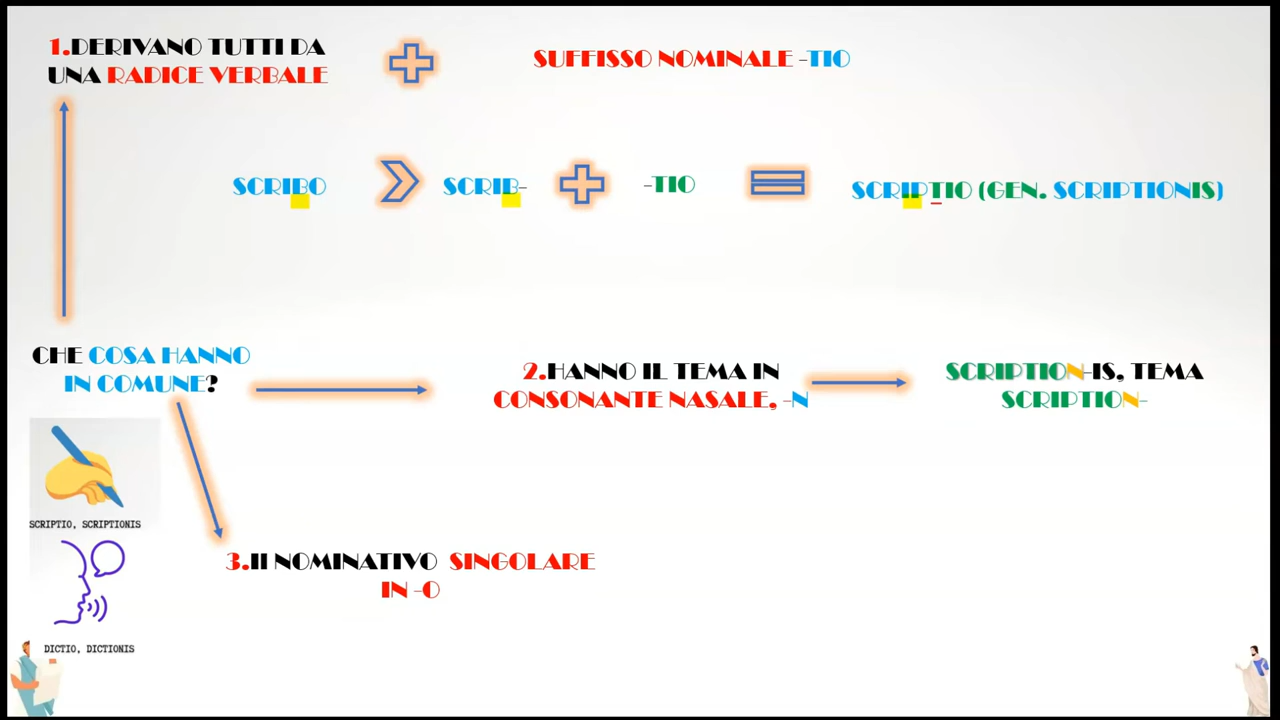 1.DERIVANO TUTTI DA
UNA RADICE VERBALE
SUFFISSO NOMINALE -TIO
SCRIBO
SCRIB-
-TIO
SCRIPTIO (GEN. SCRIPTIONIS)
CHE COSA HANNO
IN COMUNE?
2.HANNO IL TEMA IN
CONSONANTE NASALE, -N
SCRIPTION-IS, TEMA
SCRIPTION-
SCRIPTIO, SCRIPTIONIS
3.Il NOMINATIVO SINGOLARE
IN -O
DICTIO, DICTIONIS